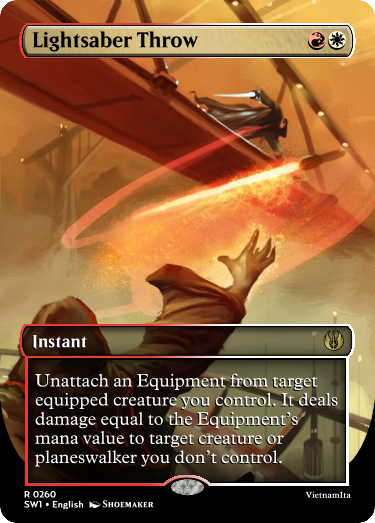 Lightsaber Throw
Instant
Unattach an Equipment from target
equipped creature you control. It deals
damage equal to the Equipment's
mana value to target creature or
planeswalker you don't control.
R 0260
SW1 • English SHOEMAKER
VietnamIta